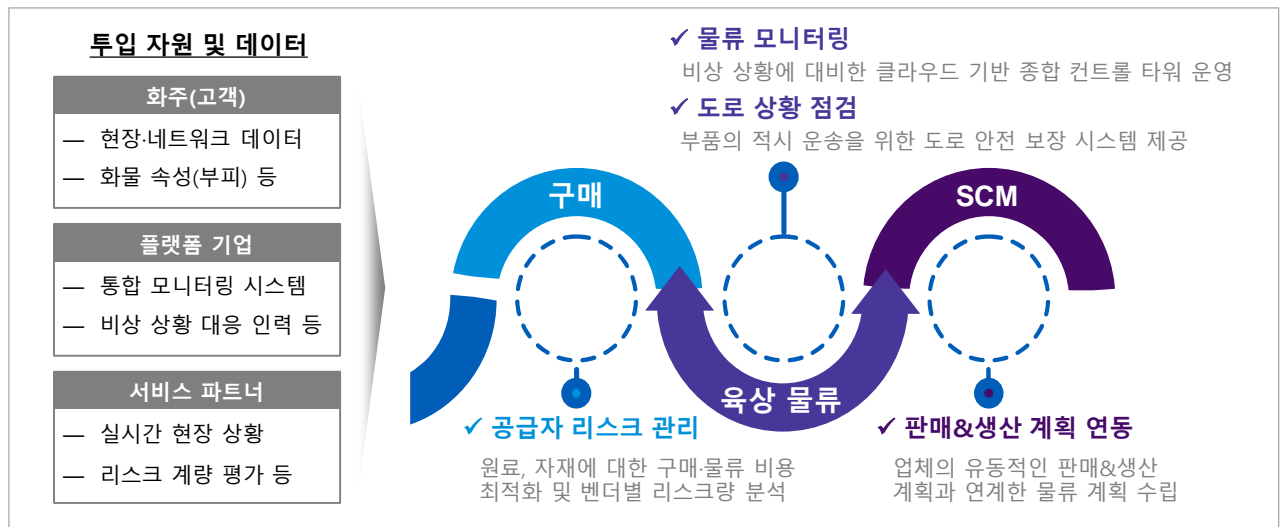 투입 자원 및 데이터
화주(고객)
— 현장·네트워크 데이터
— 화물 속성(부피) 등
플랫폼 기업
— 통합 모니터링 시스템
— 비상 상황 대응 인력 등
서비스 파트너
— 실시간 현장 상황
— 리스크 계량 평가 등
✓ 물류 모니터링
비상 상황에 대비한 클라우드 기반 종합 컨트롤 타워 운영
✓ 도로 상황 점검
부품의 적시 운송을 위한 도로 안전 보장 시스템 제공
구매
SCM
육상 물류
✓ 공급자 리스크 관리
원료, 자재에 대한 구매·물류 비용
최적화 및 벤더별 리스크량 분석
✓ 판매&생산 계획 연동
업체의 유동적인 판매&생산
계획과 연계한 물류 계획 수립